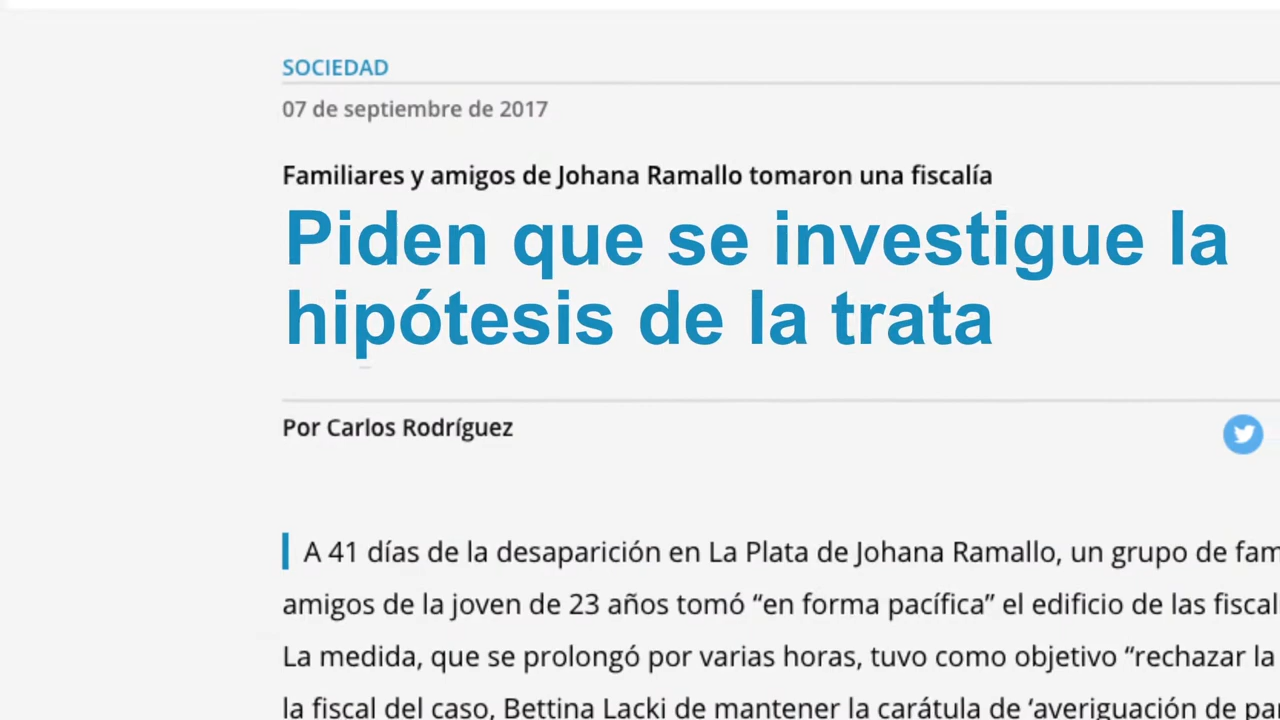 SOCIEDAD
07 de septiembre de 2017
Familiares y amigos de Johana Ramallo tomaron una fiscalía
Piden que se investigue la
hipótesis de la trata
Por Carlos Rodríguez
A 41 días de la desaparición en La Plata de Johana Ramallo, un grupo de
amigos de la joven de 23 años tomó “en forma pacífica” el edificio de las
La medida, que se prolongó por varias horas, tuvo como objetivo “rechazar la
la fiscal del caso, Bettina Lacki de mantener la carátula de ‘averiguación de